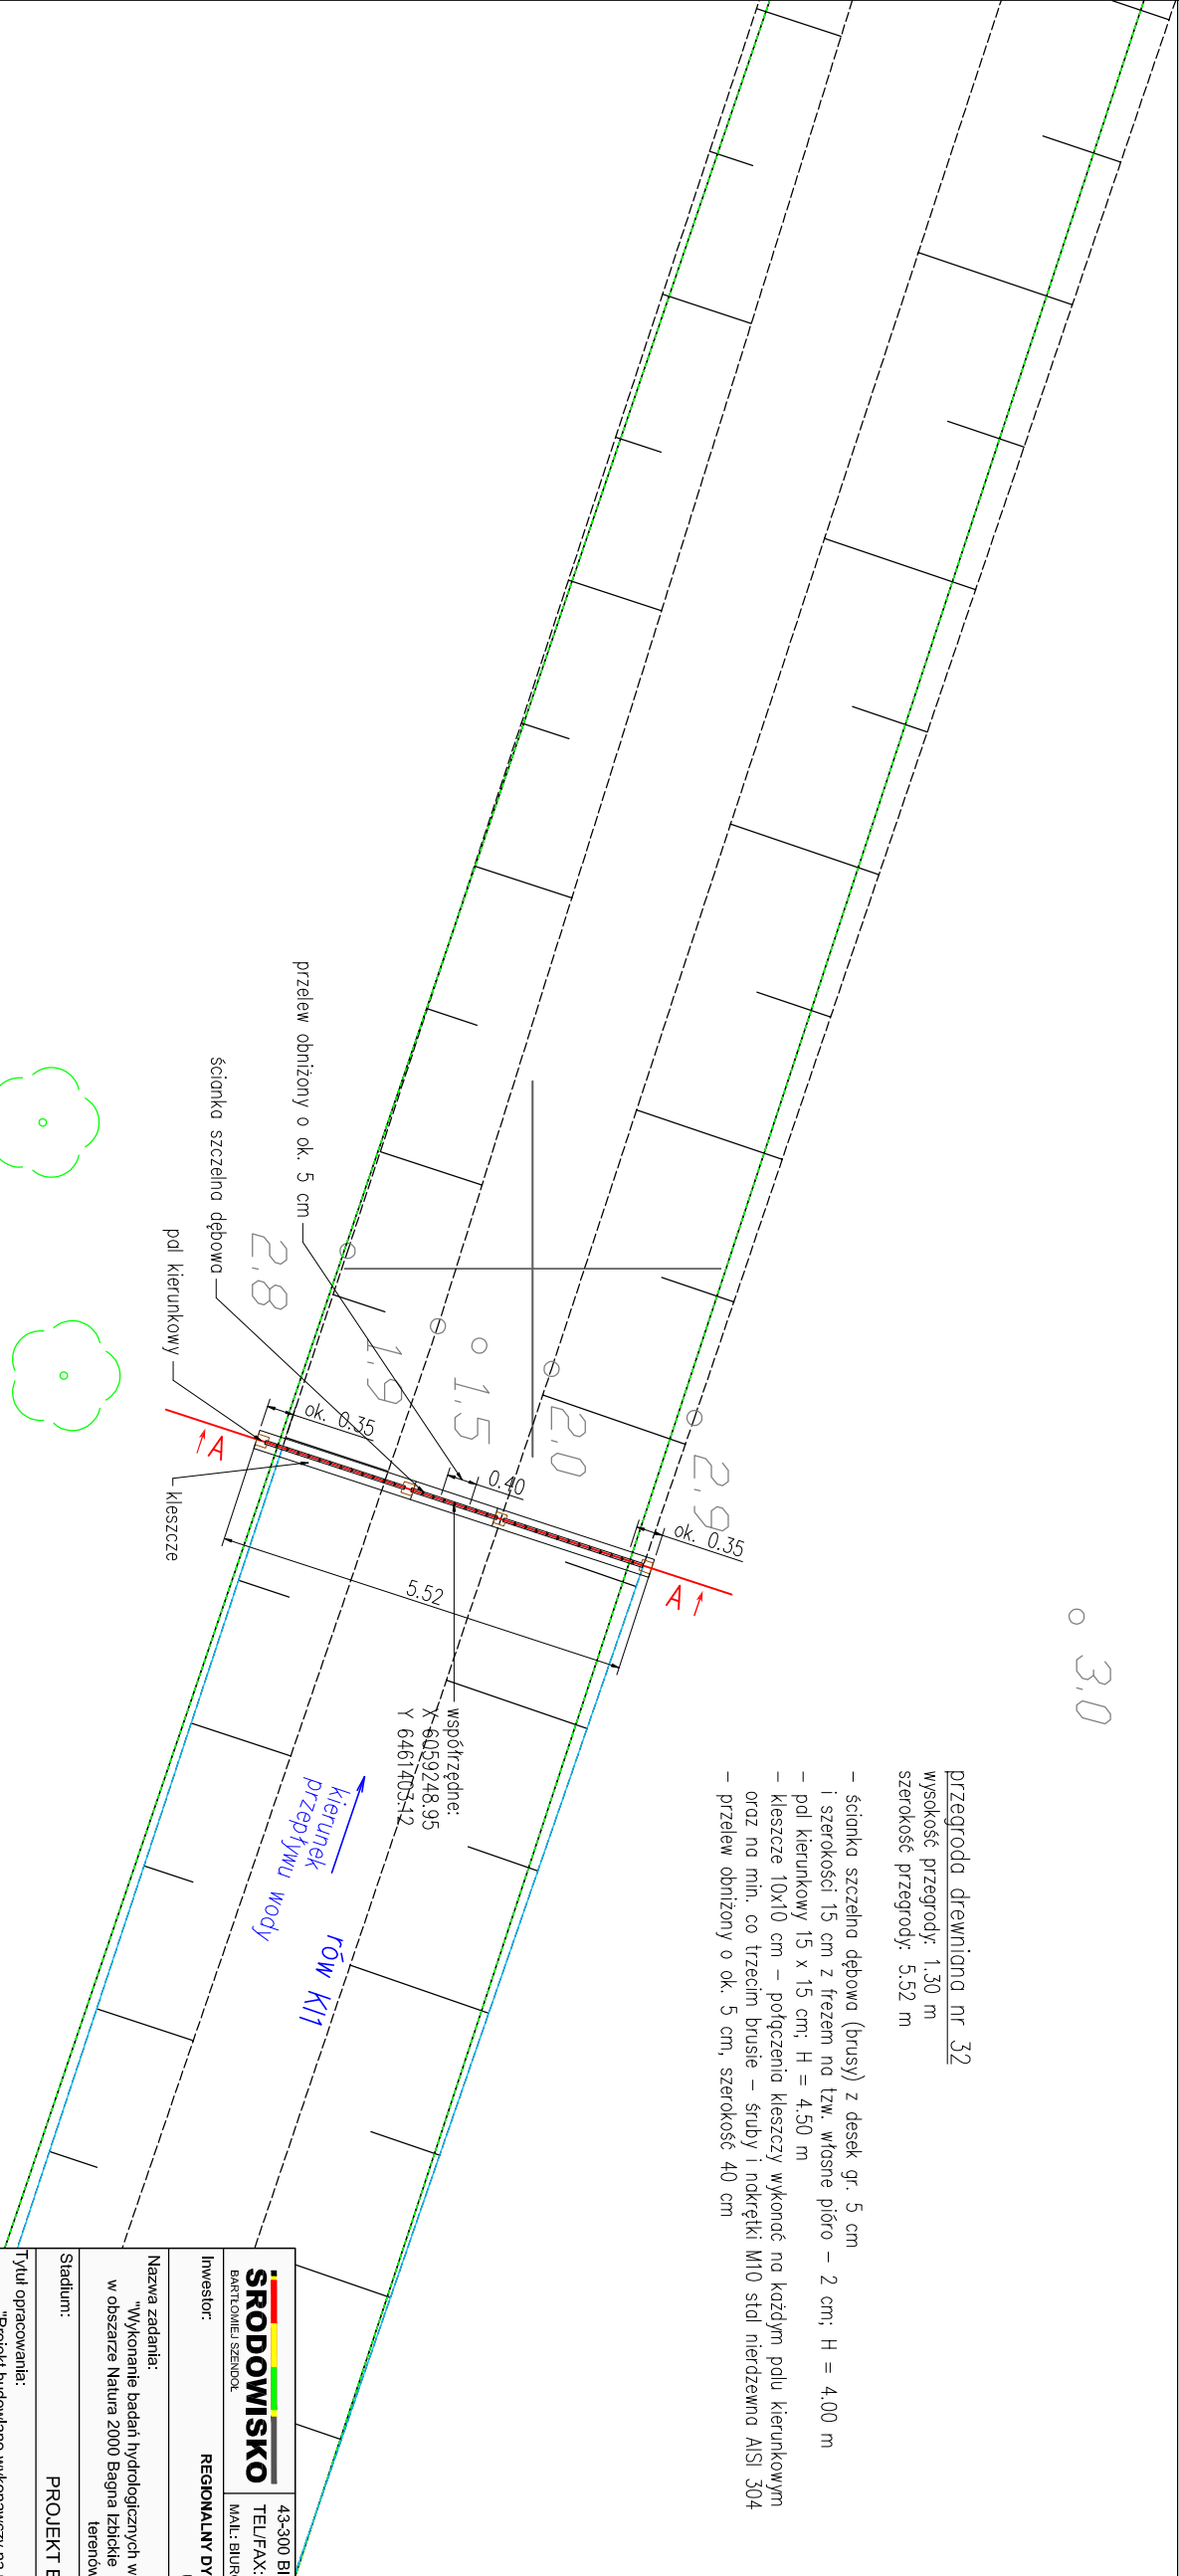 3.0
przegroda drewniana nr 32
wysokość przegrody: 1.30 m
szerokość przegrody: 5.52 m
– ścianka szczelna dębowa (brusy) z desek gr. 5 cm
i szerokości 15 cm z frezem na tzw. własne pióro – 2 cm; H = 4.00 m
– pal kierunkowy 15 x 15 cm; H = 4.50 m
– kleszcze 10x10 cm – połączenia kleszczy wykonać na każdym palu kierunkowym
oraz na min. co trzecim brusie – śruby i nakrętki M10 stal nierdzewna AISI 304
– przelew obniżony o ok. 5 cm, szerokość 40 cm
2.9
ok. 0.35
A
2.0
0.40
1.5
1.9
ok. 0.35
2.8
A
5.52
przelew obniżony o ok. 5 cm
ścianka szczelna dębowa
pal kierunkowy
kleszcze
współrzędne:
X 6059248.95
Y 6461403.12
kierunek
przepływu wody
rów KI1
ŚRODOWISKO
BARTŁOMIEJ SZENDOŁ
43-300 BI
TEL/FAX:
MAIL: BIUR
Inwestor:
REGIONALNY DY
Nazwa zadania:
"Wykonanie badań hydrologicznych w
w obszarze Natura 2000 Bagna Izbickie
terenów
Stadium:
PROJEKT B
Tytuł opracowania: